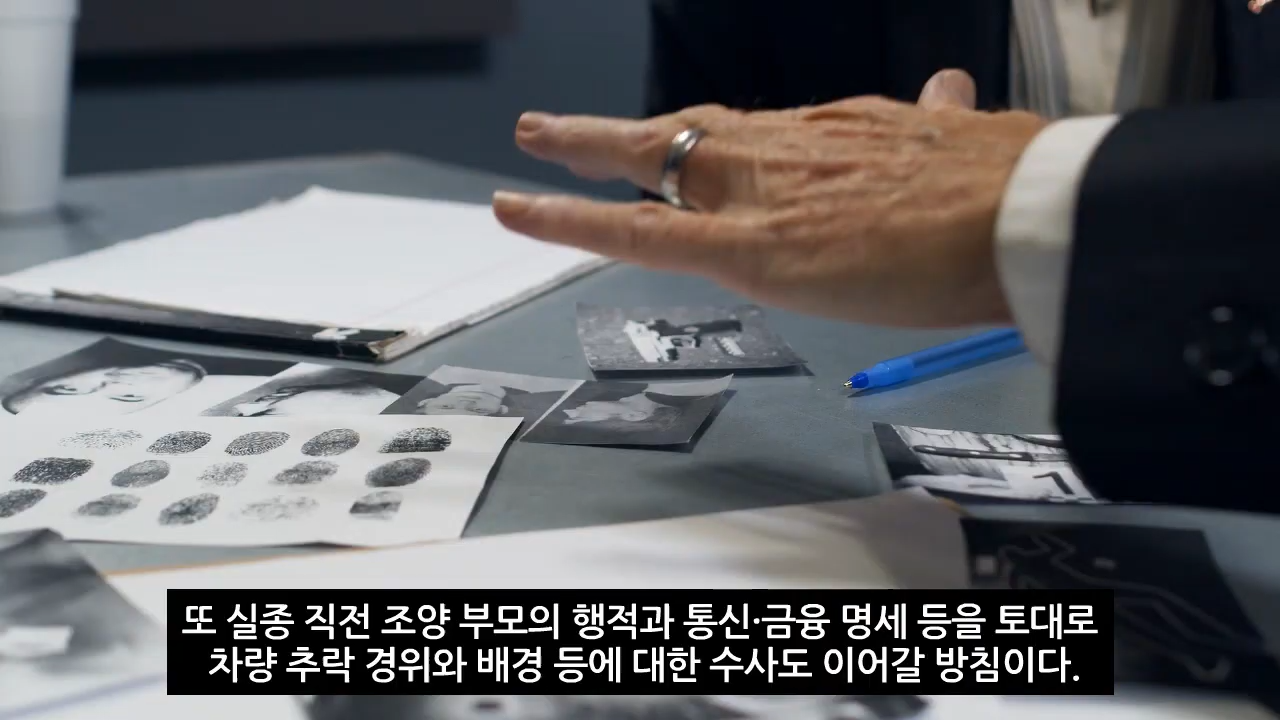 또 실종 직전 조양 부모의 행적과 통신·금융 명세 등을 토대로
차량 추락 경위와 배경 등에 대한 수사도 이어갈 방침이다.
1